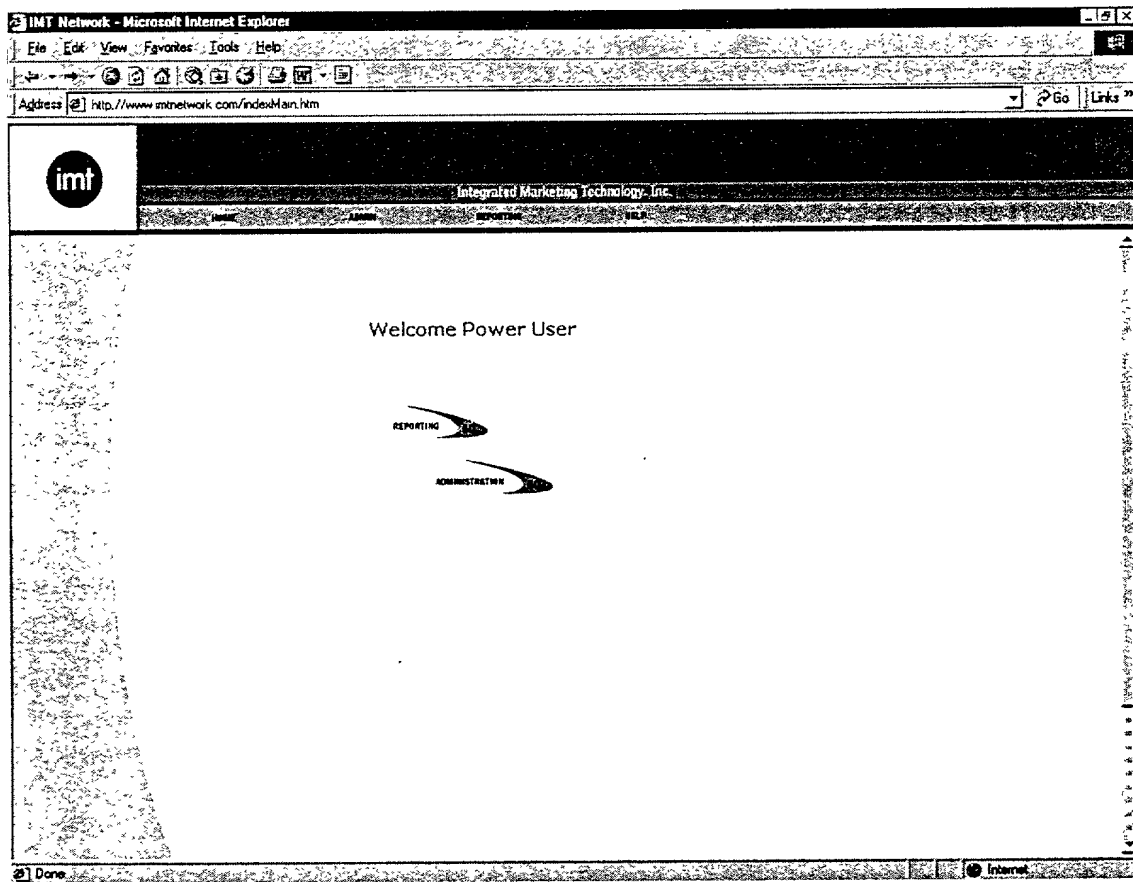 IMT Network - Microsoft Internet Explorer
File Edit View Favorites Tools Help
Address http://www.imtnetwork.com/indexMain.htm Go Links »
imt
Integrated Marketing Technology, Inc.
HOME ADMIN REPORTING HELP
Welcome Power User
REPORTING
ADMINISTRATION
Done Internet